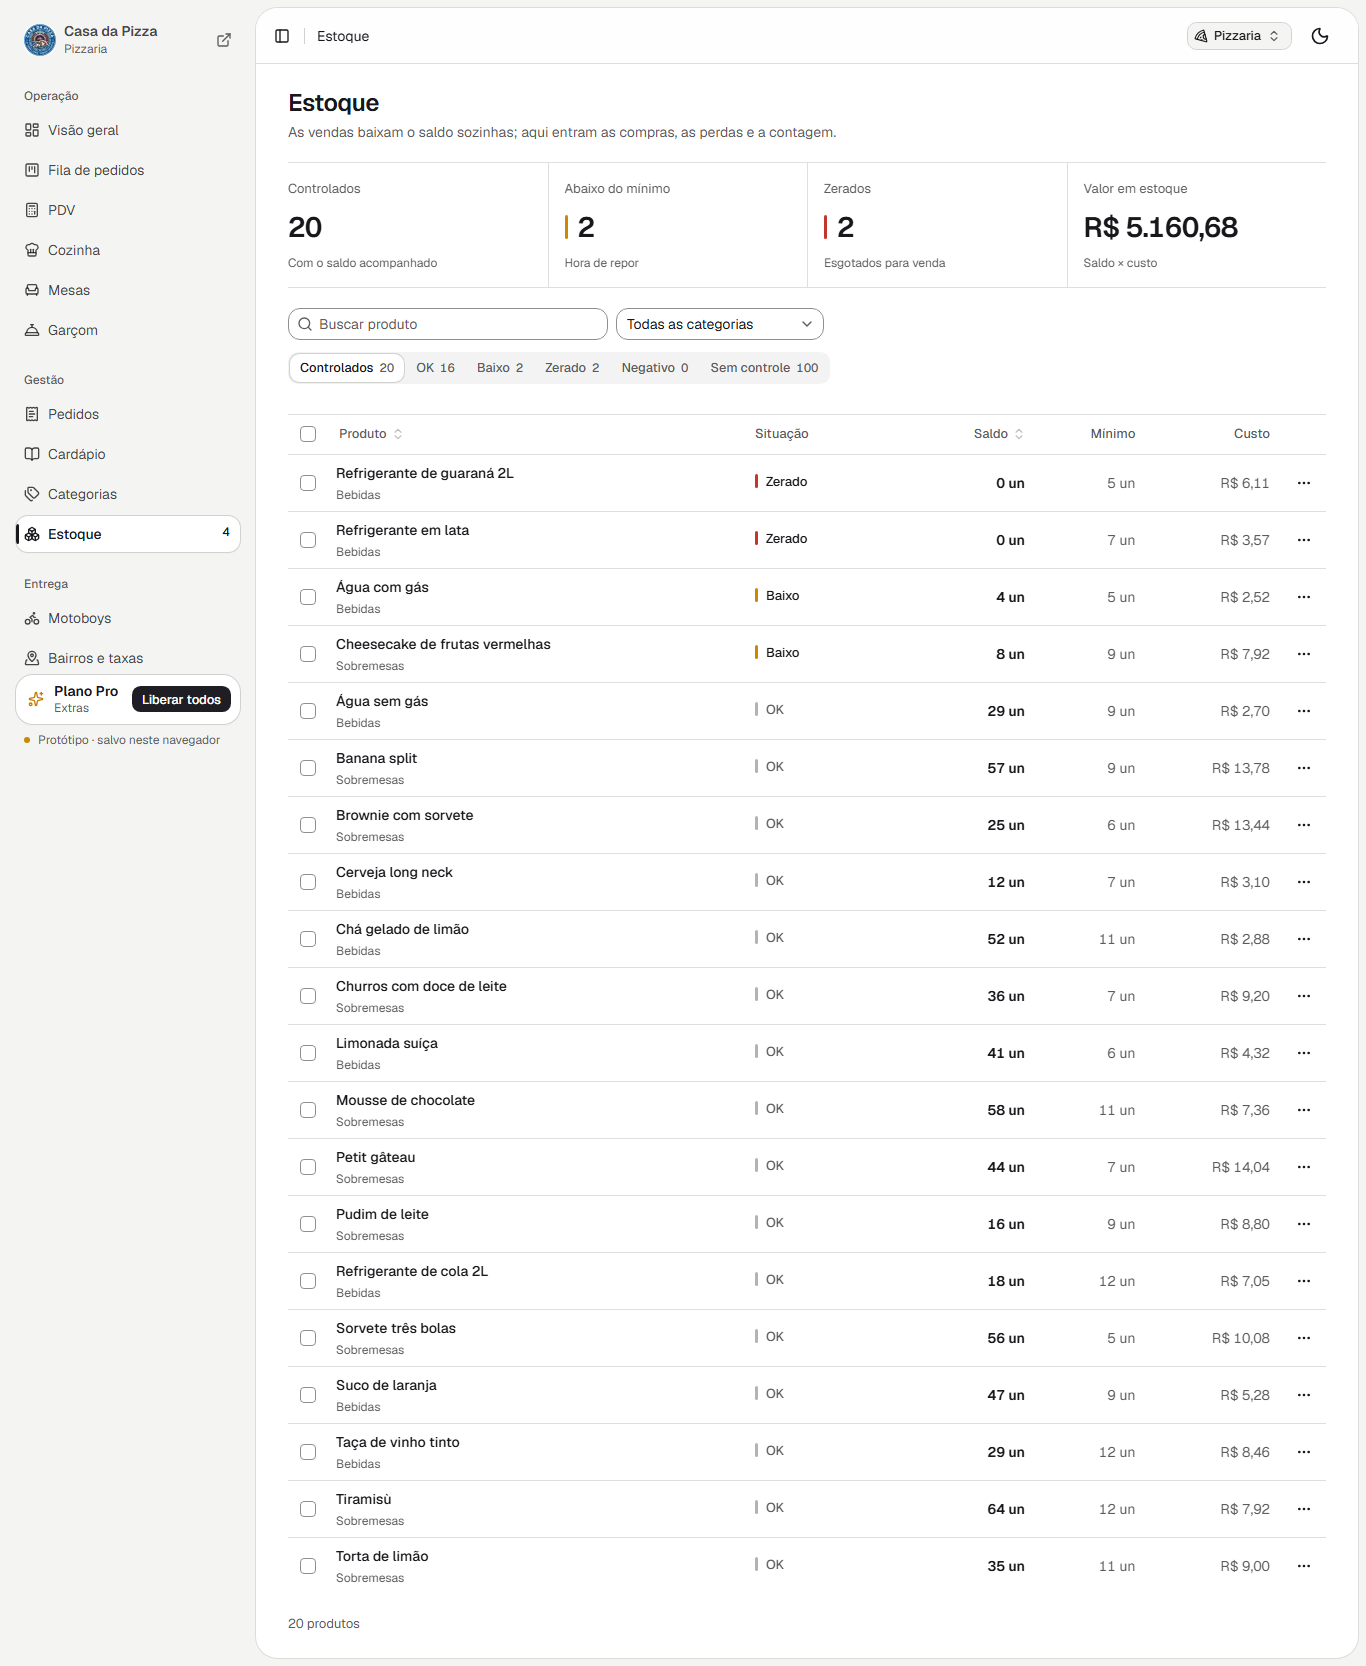 Casa da Pizza
Pizzaria
Operação
Visão geral
Fila de pedidos
PDV
Cozinha
Mesas
Garçom
Gestão
Pedidos
Cardápio
Categorias
Estoque 4
Entrega
Motoboys
Bairros e taxas
Plano Pro
Extras
Liberar todos
Protótipo · salvo neste navegador
Estoque
Pizzaria
Estoque
As vendas baixam o saldo sozinhas; aqui entram as compras, as perdas e a contagem.
Controlados
20
Com o saldo acompanhado
Abaixo do mínimo
2
Hora de repor
Zerados
2
Esgotados para venda
Valor em estoque
R$ 5.160,68
Saldo × custo
Buscar produto
Todas as categorias
Controlados 20 OK 16 Baixo 2 Zerado 2 Negativo 0 Sem controle 100
Produto Situação Saldo Mínimo Custo
Refrigerante de guaraná 2L
Bebidas
Zerado 0 un 5 un R$ 6,11
Refrigerante em lata
Bebidas
Zerado 0 un 7 un R$ 3,57
Água com gás
Bebidas
Baixo 4 un 5 un R$ 2,52
Cheesecake de frutas vermelhas
Sobremesas
Baixo 8 un 9 un R$ 7,92
Água sem gás
Bebidas
OK 29 un 9 un R$ 2,70
Banana split
Sobremesas
OK 57 un 9 un R$ 13,78
Brownie com sorvete
Sobremesas
OK 25 un 6 un R$ 13,44
Cerveja long neck
Bebidas
OK 12 un 7 un R$ 3,10
Chá gelado de limão
Bebidas
OK 52 un 11 un R$ 2,88
Churros com doce de leite
Sobremesas
OK 36 un 7 un R$ 9,20
Limonada suíça
Bebidas
OK 41 un 6 un R$ 4,32
Mousse de chocolate
Sobremesas
OK 58 un 11 un R$ 7,36
Petit gâteau
Sobremesas
OK 44 un 7 un R$ 14,04
Pudim de leite
Sobremesas
OK 16 un 9 un R$ 8,80
Refrigerante de cola 2L
Bebidas
OK 18 un 12 un R$ 7,05
Sorvete três bolas
Sobremesas
OK 56 un 5 un R$ 10,08
Suco de laranja
Bebidas
OK 47 un 9 un R$ 5,28
Taça de vinho tinto
Bebidas
OK 29 un 12 un R$ 8,46
Tiramisù
Sobremesas
OK 64 un 12 un R$ 7,92
Torta de limão
Sobremesas
OK 35 un 11 un R$ 9,00
20 produtos